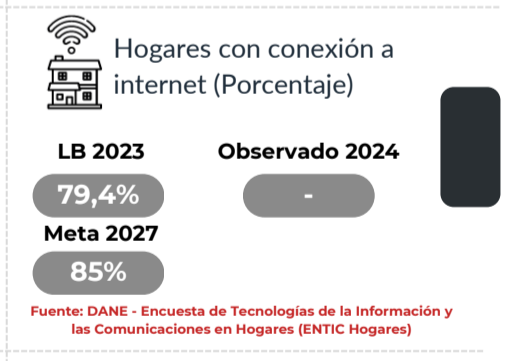 Hogares con conexión a
internet (Porcentaje)
LB 2023 Observado 2024
79,4% -
Meta 2027
85%
Fuente: DANE - Encuesta de Tecnologías de la Información y
las Comunicaciones en Hogares (ENTIC Hogares)